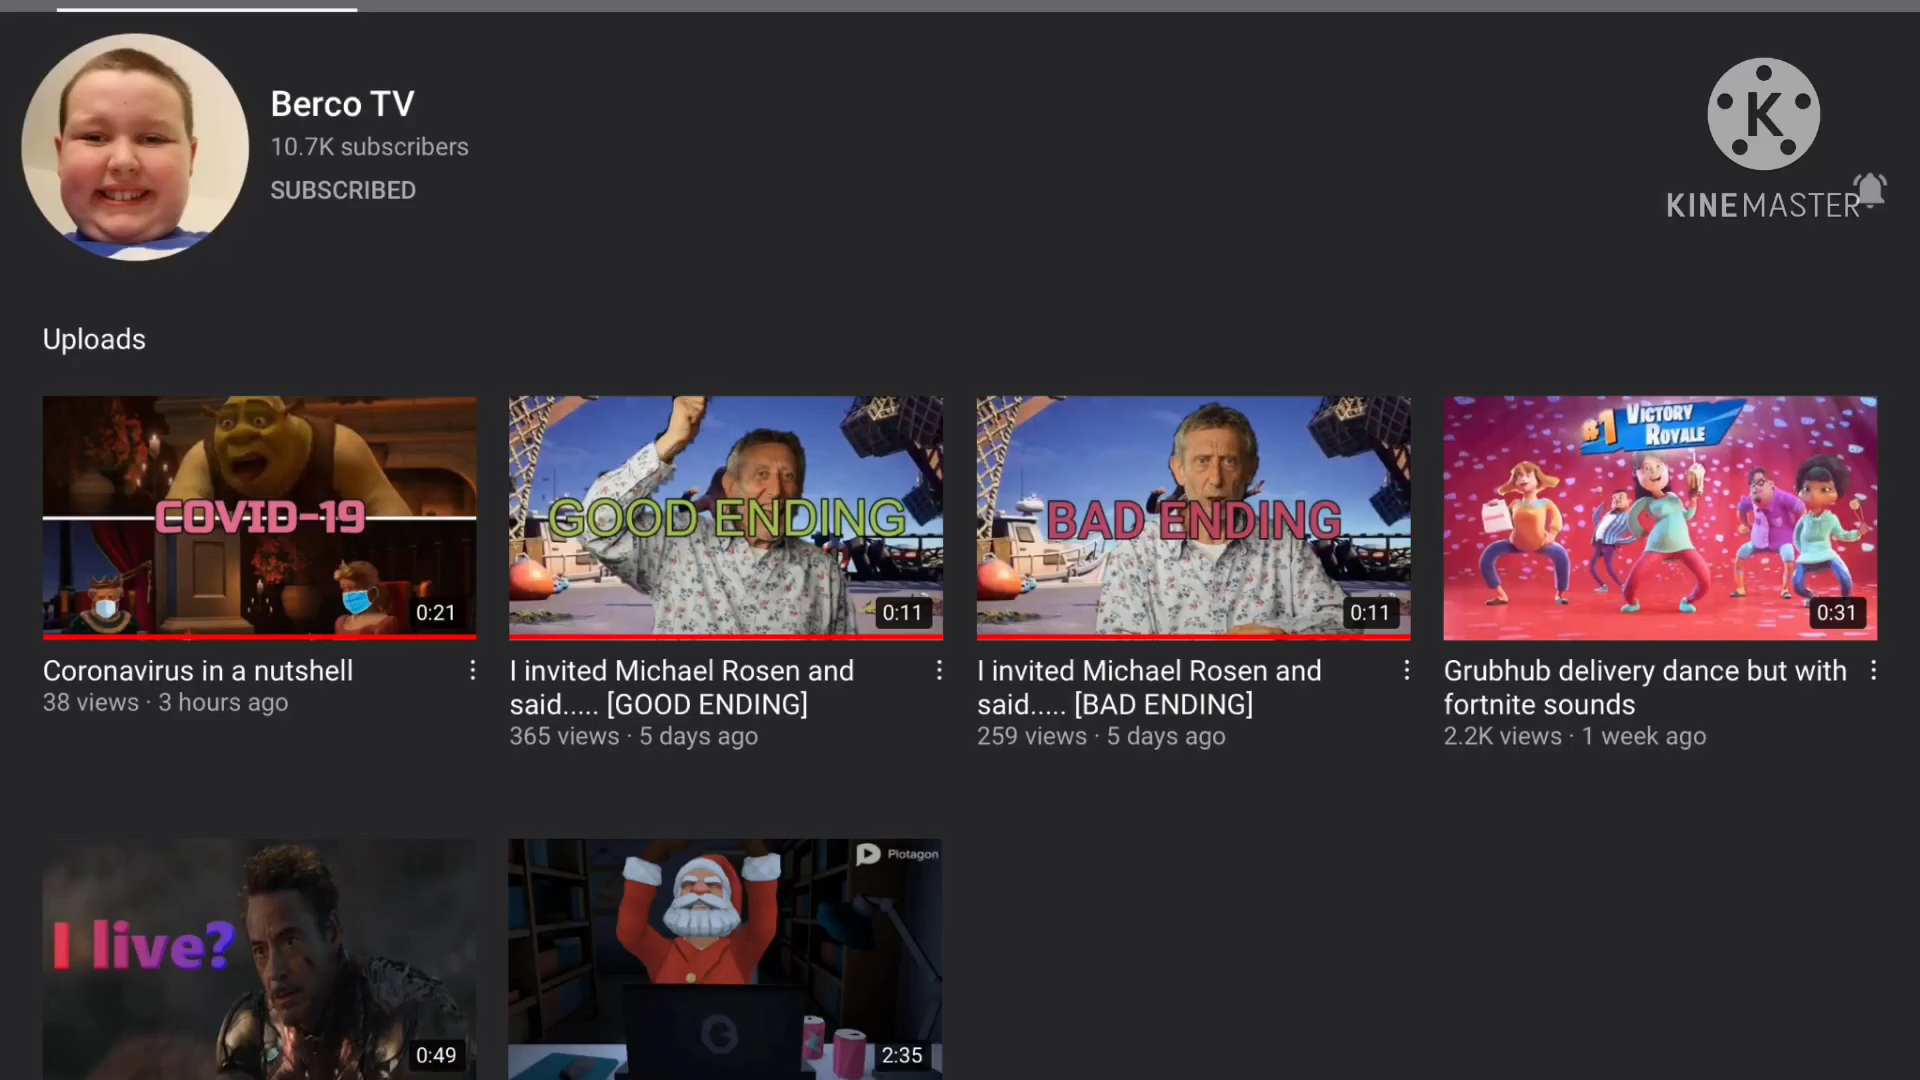 Berco TV
10.7K subscribers
SUBSCRIBED
K
KINEMASTER
Uploads
COVID-19
0:21
GOOD ENDING
0:11
BAD ENDING
0:11
#1 VICTORY
ROYALE
0:31
Coronavirus in a nutshell
38 views · 3 hours ago
I invited Michael Rosen and
said..... [GOOD ENDING]
365 views · 5 days ago
I invited Michael Rosen and
said..... [BAD ENDING]
259 views · 5 days ago
Grubhub delivery dance but with
fortnite sounds
2.2K views · 1 week ago
I live?
0:49
Plotagon
2:35